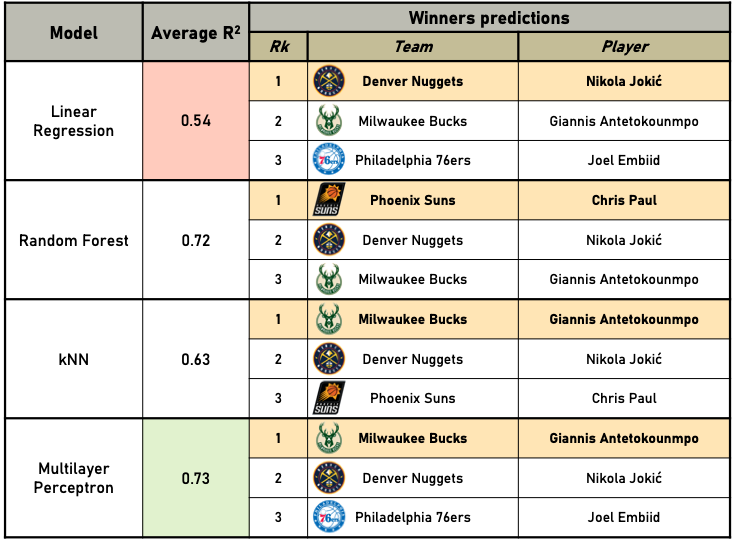 Model Average R² Winners predictions
Rk Team Player
Linear Regression 0.54
1 Denver Nuggets Nikola Jokić
2 Milwaukee Bucks Giannis Antetokounmpo
3 76ers Philadelphia 76ers Joel Embiid
Random Forest 0.72
1 SUNS Phoenix Suns Chris Paul
2 Denver Nuggets Nikola Jokić
3 Milwaukee Bucks Giannis Antetokounmpo
kNN 0.63
1 Milwaukee Bucks Giannis Antetokounmpo
2 Denver Nuggets Nikola Jokić
3 SUNS Phoenix Suns Chris Paul
Multilayer Perceptron 0.73
1 Milwaukee Bucks Giannis Antetokounmpo
2 Denver Nuggets Nikola Jokić
3 76ers Philadelphia 76ers Joel Embiid